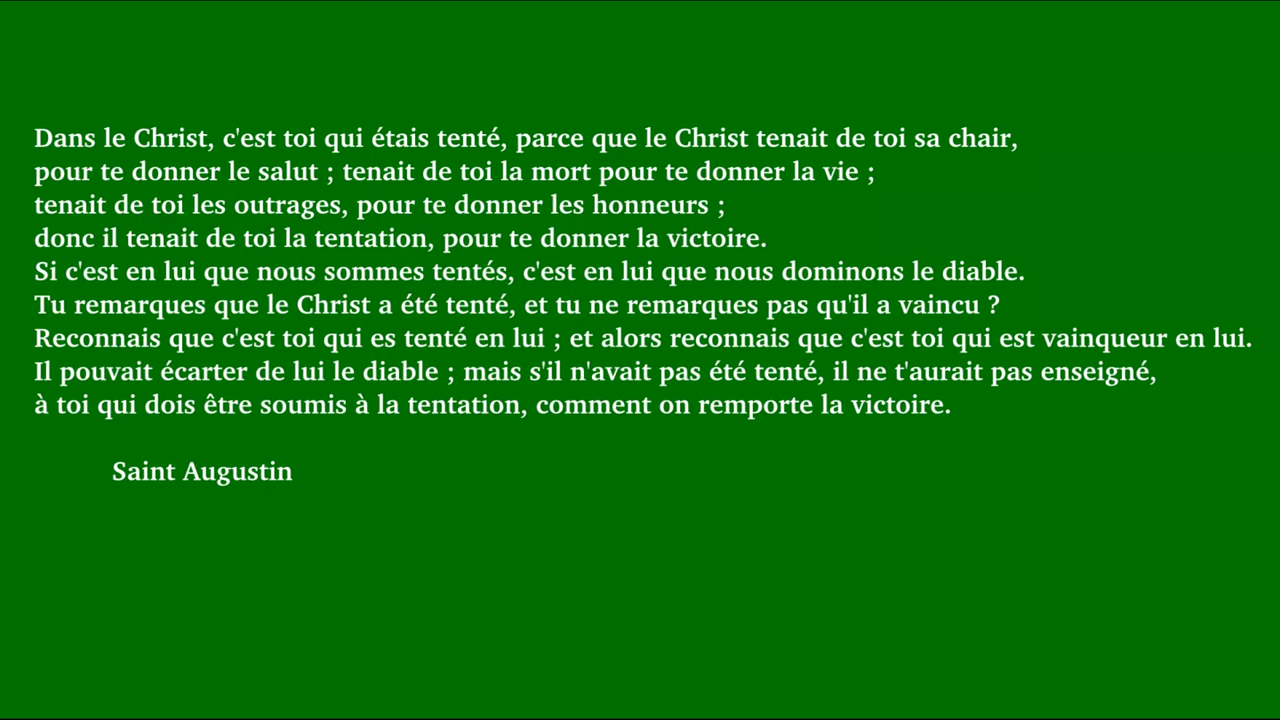 Dans le Christ, c'est toi qui étais tenté, parce que le Christ tenait de toi sa chair,
pour te donner le salut ; tenait de toi la mort pour te donner la vie ;
tenait de toi les outrages, pour te donner les honneurs ;
donc il tenait de toi la tentation, pour te donner la victoire.
Si c'est en lui que nous sommes tentés, c'est en lui que nous dominons le diable.
Tu remarques que le Christ a été tenté, et tu ne remarques pas qu'il a vaincu ?
Reconnais que c'est toi qui es tenté en lui ; et alors reconnais que c'est toi qui est vainqueur en lui.
Il pouvait écarter de lui le diable ; mais s'il n'avait pas été tenté, il ne t'aurait pas enseigné,
à toi qui dois être soumis à la tentation, comment on remporte la victoire.
Saint Augustin